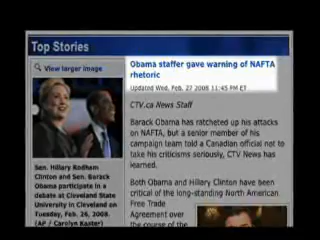 Top Stories
View larger image
Obama staffer gave warning of NAFTA
rhetoric
Updated Wed. Feb. 27 2008 11:45 PM ET
CTV.ca News Staff
Barack Obama has ratcheted up his attacks
on NAFTA, but a senior member of his
campaign team told a Canadian official not to
take his criticisms seriously, CTV News has
learned.
Both Obama and Hillary Clinton have been
critical of the long-standing North American
Free Trade
Agreement over
the course of the
Sen. Hillary Rodham
Clinton and Sen. Barack
Obama participate in a
debate at Cleveland State
University in Cleveland on
Tuesday, Feb. 26, 2008.
(AP / Carolyn Kaster)